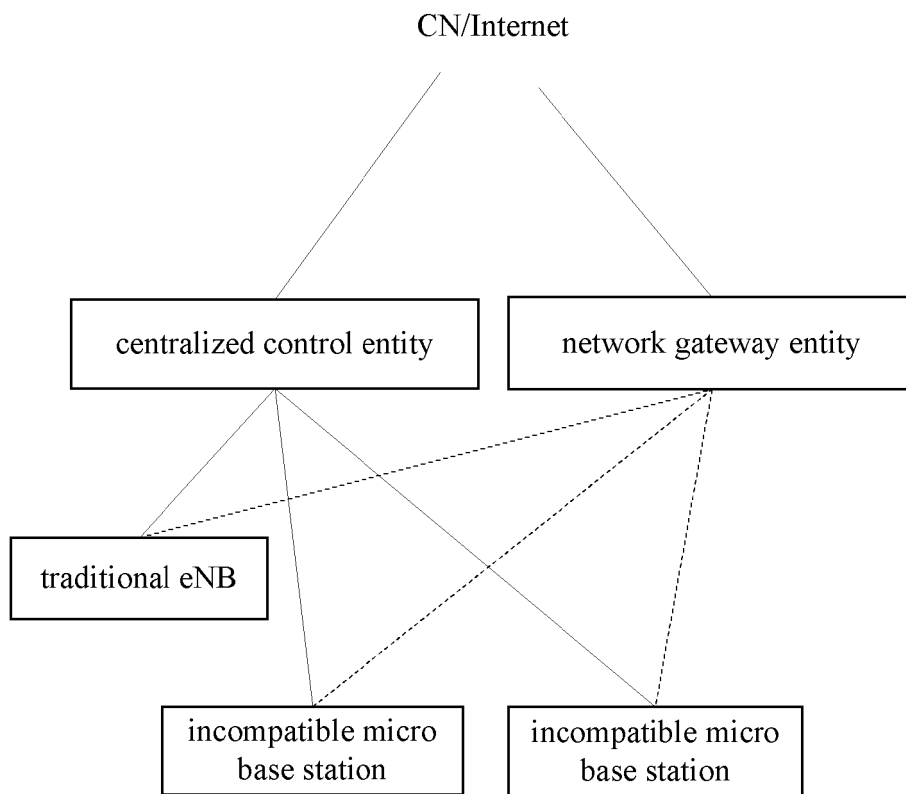 CN/Internet
centralized control entity
network gateway entity
traditional eNB
incompatible micro
base station
incompatible micro
base station